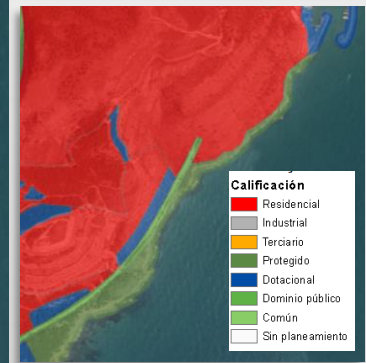 Calificación
Residencial
Industrial
Terciario
Protegido
Dotacional
Dominio público
Común
Sin planeamiento